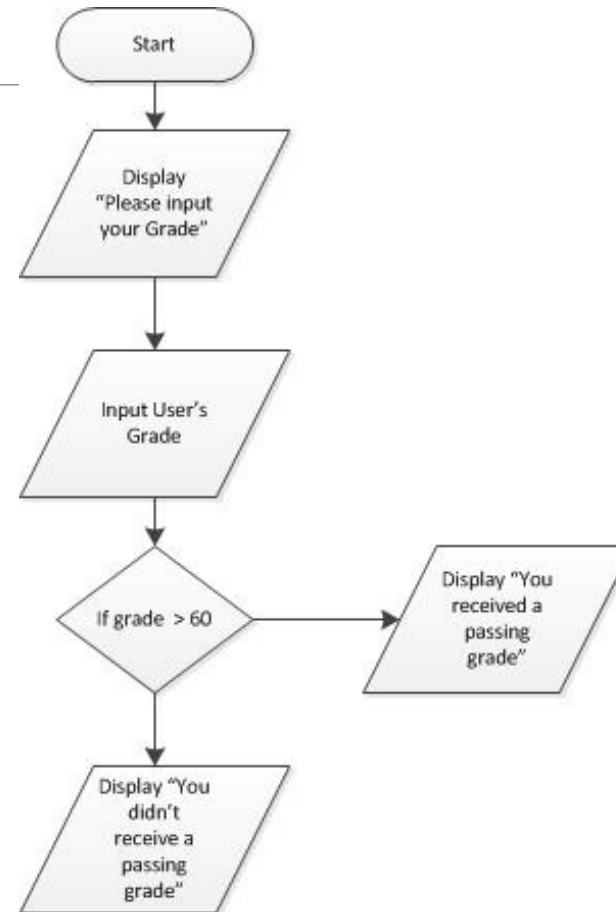 Start
Display
“Please input
your Grade”
Input User’s
Grade
If grade > 60
Display “You
received a
passing
grade”
Display “You
didn’t
receive a
passing
grade”